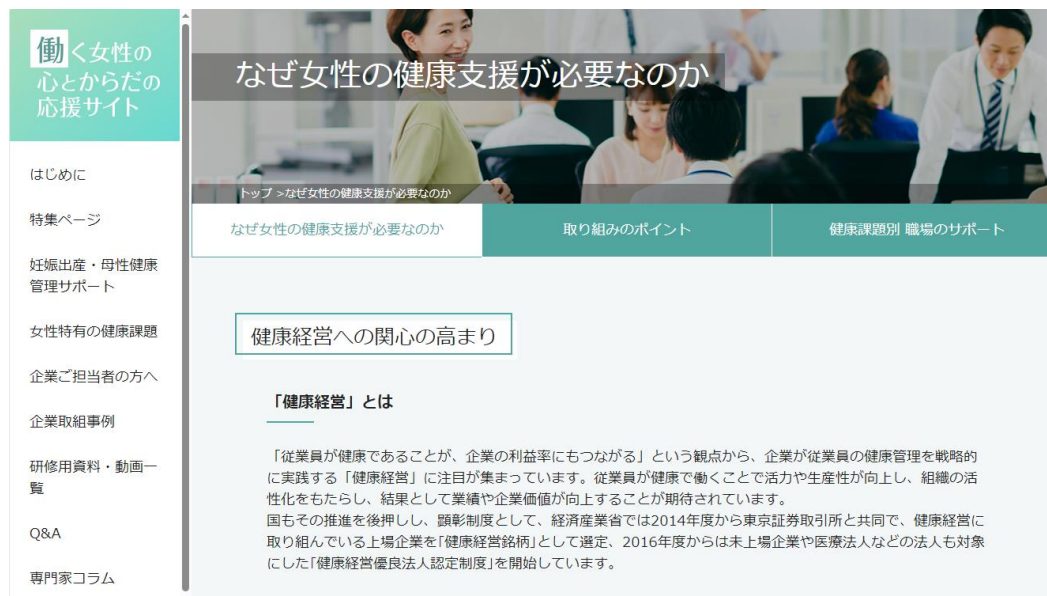 働く女性の
心とからだの
応援サイト
はじめに
特集ページ
妊娠出産・母性健康
管理サポート
女性特有の健康課題
企業ご担当者の方へ
企業取組事例
研修用資料・動画一
覧
Q&A
専門家コラム
なぜ女性の健康支援が必要なのか
トップ >なぜ女性の健康支援が必要なのか
なぜ女性の健康支援が必要なのか
取り組みのポイント
健康課題別 職場のサポート
健康経営への関心の高まり
「健康経営」とは
「従業員が健康であることが、企業の利益率にもつながる」という観点から、企業が従業員の健康管理を戦略的
に実践する「健康経営」に注目が集まっています。従業員が健康で働くことで活力や生産性が向上し、組織の活
性化をもたらし、結果として業績や企業価値が向上することが期待されています。
国もその推進を後押しし、顕彰制度として、経済産業省では2014年度から東京証券取引所と共同で、健康経営に
取り組んでいる上場企業を「健康経営銘柄」として選定、2016年度からは未上場企業や医療法人などの法人も対象
にした「健康経営優良法人認定制度」を開始しています。